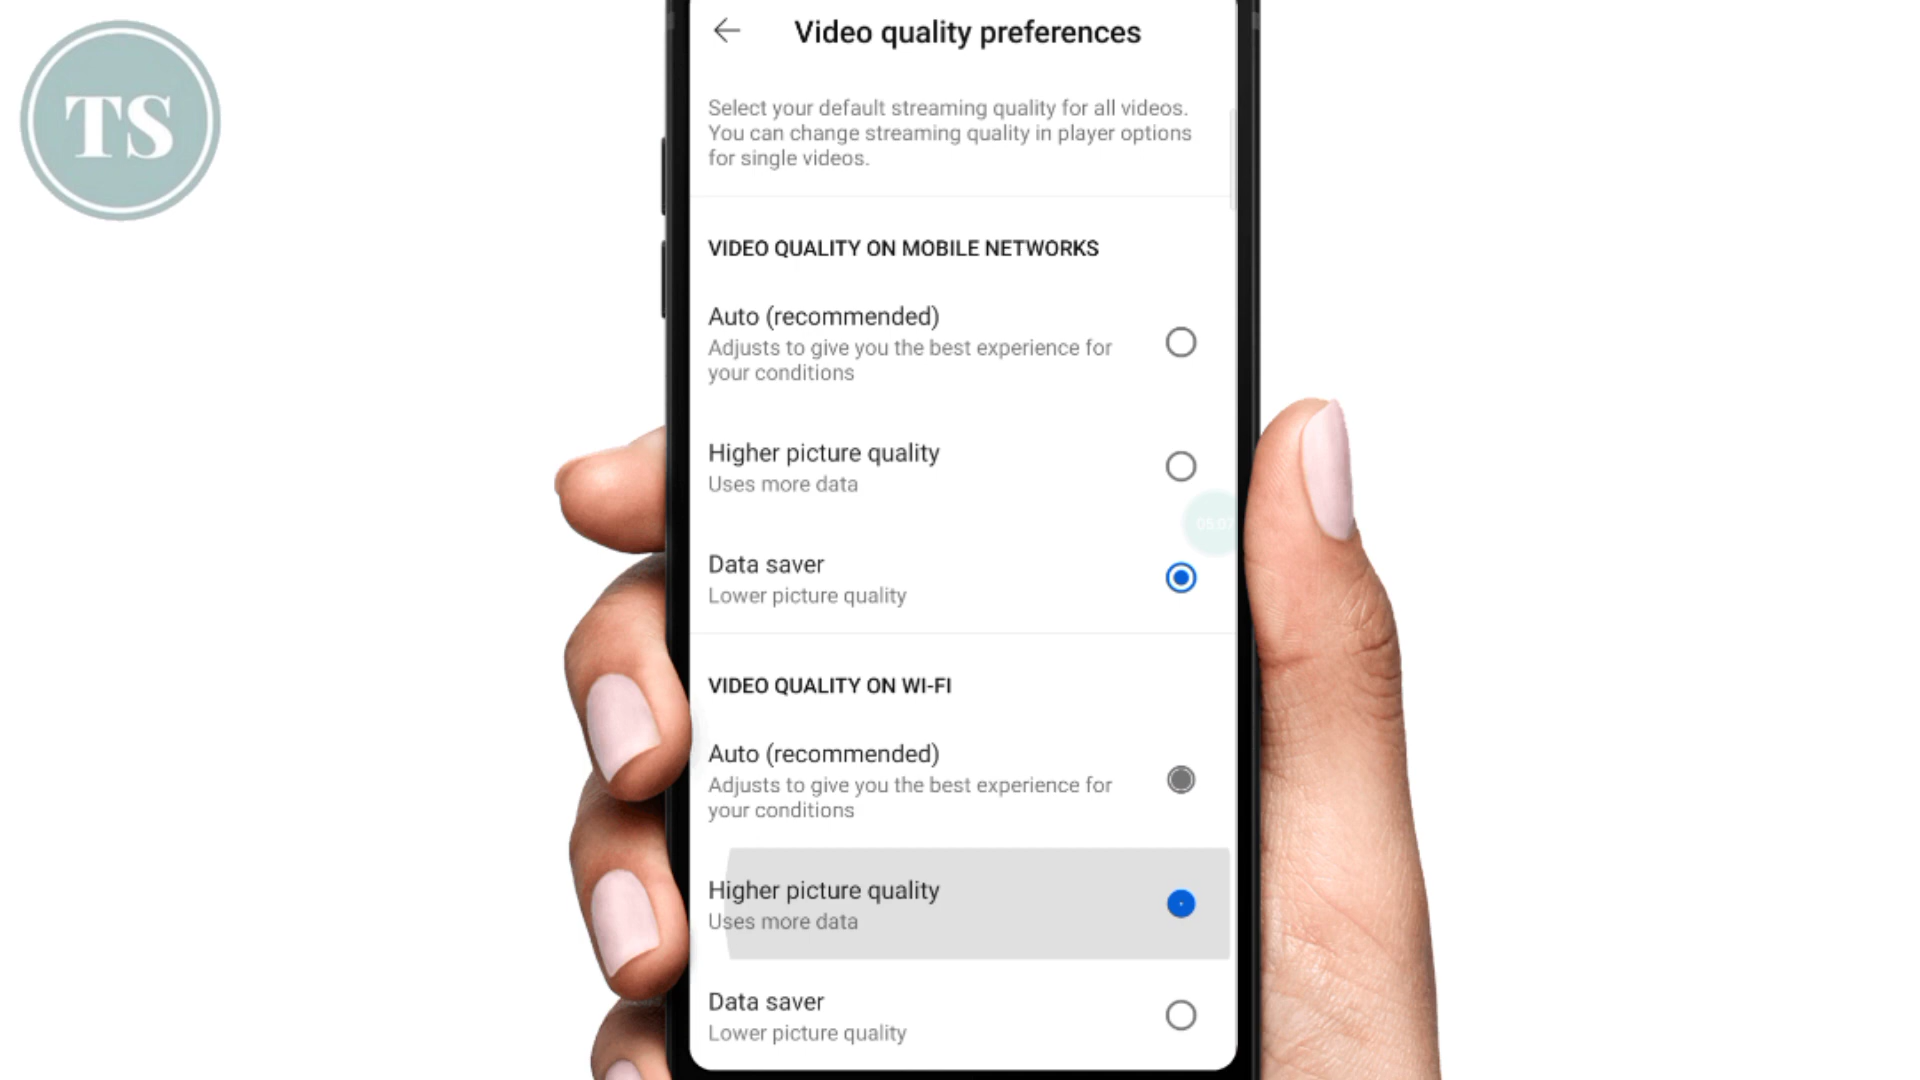 TS
Video quality preferences
Select your default streaming quality for all videos.
You can change streaming quality in player options
for single videos.
VIDEO QUALITY ON MOBILE NETWORKS
Auto (recommended)
Adjusts to give you the best experience for
your conditions
Higher picture quality
Uses more data
05:07
Data saver
Lower picture quality
VIDEO QUALITY ON WI-FI
Auto (recommended)
Adjusts to give you the best experience for
your conditions
Higher picture quality
Uses more data
Data saver
Lower picture quality